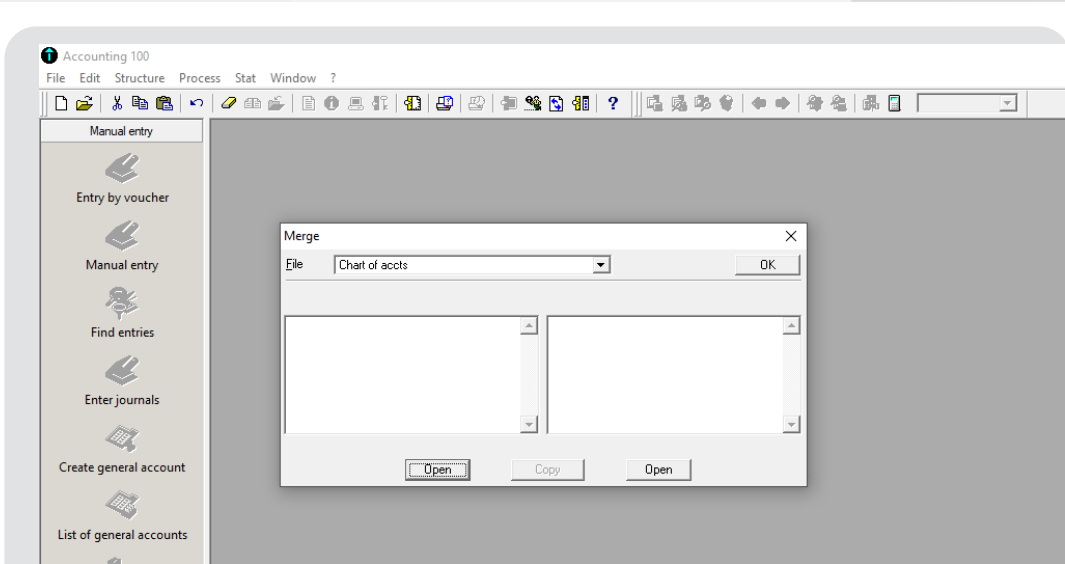 Accounting 100
File Edit Structure Process Stat Window ?
Manual entry
Entry by voucher
Manual entry
Find entries
Enter journals
Create general account
List of general accounts
Merge
File Chart of accts OK
Open Copy Open